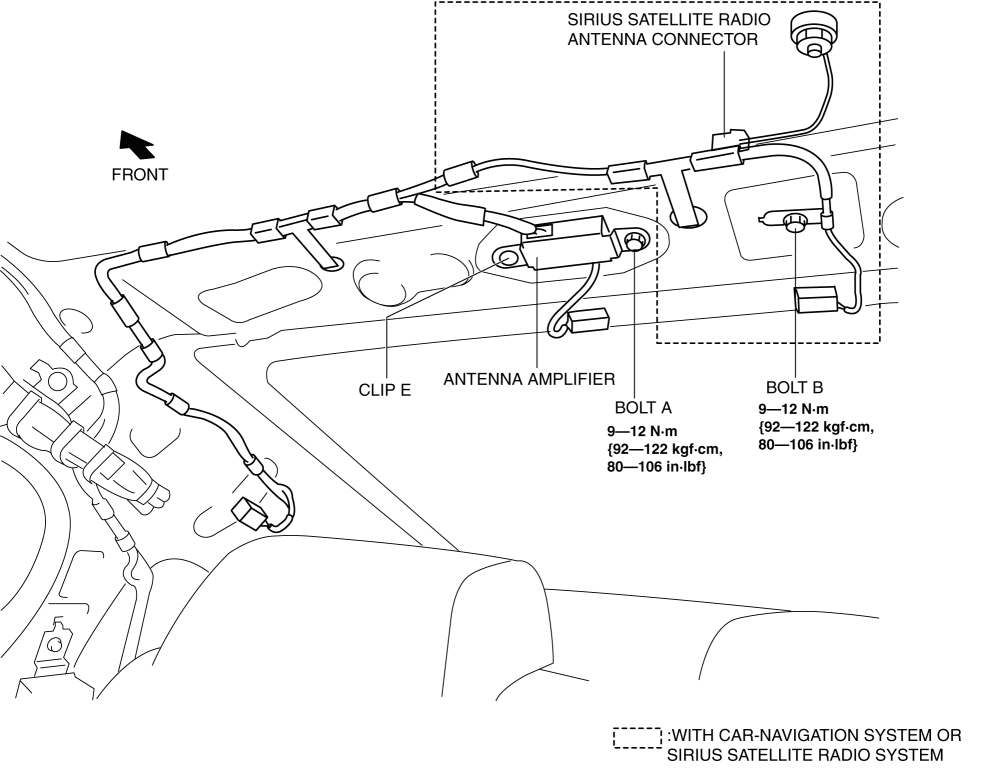 SIRIUS SATELLITE RADIO
ANTENNA CONNECTOR
FRONT
CLIP E
ANTENNA AMPLIFIER
BOLT A
9—12 N·m
{92—122 kgf·cm,
80—106 in·lbf}
BOLT B
9—12 N·m
{92—122 kgf·cm,
80—106 in·lbf}
:WITH CAR-NAVIGATION SYSTEM OR
SIRIUS SATELLITE RADIO SYSTEM